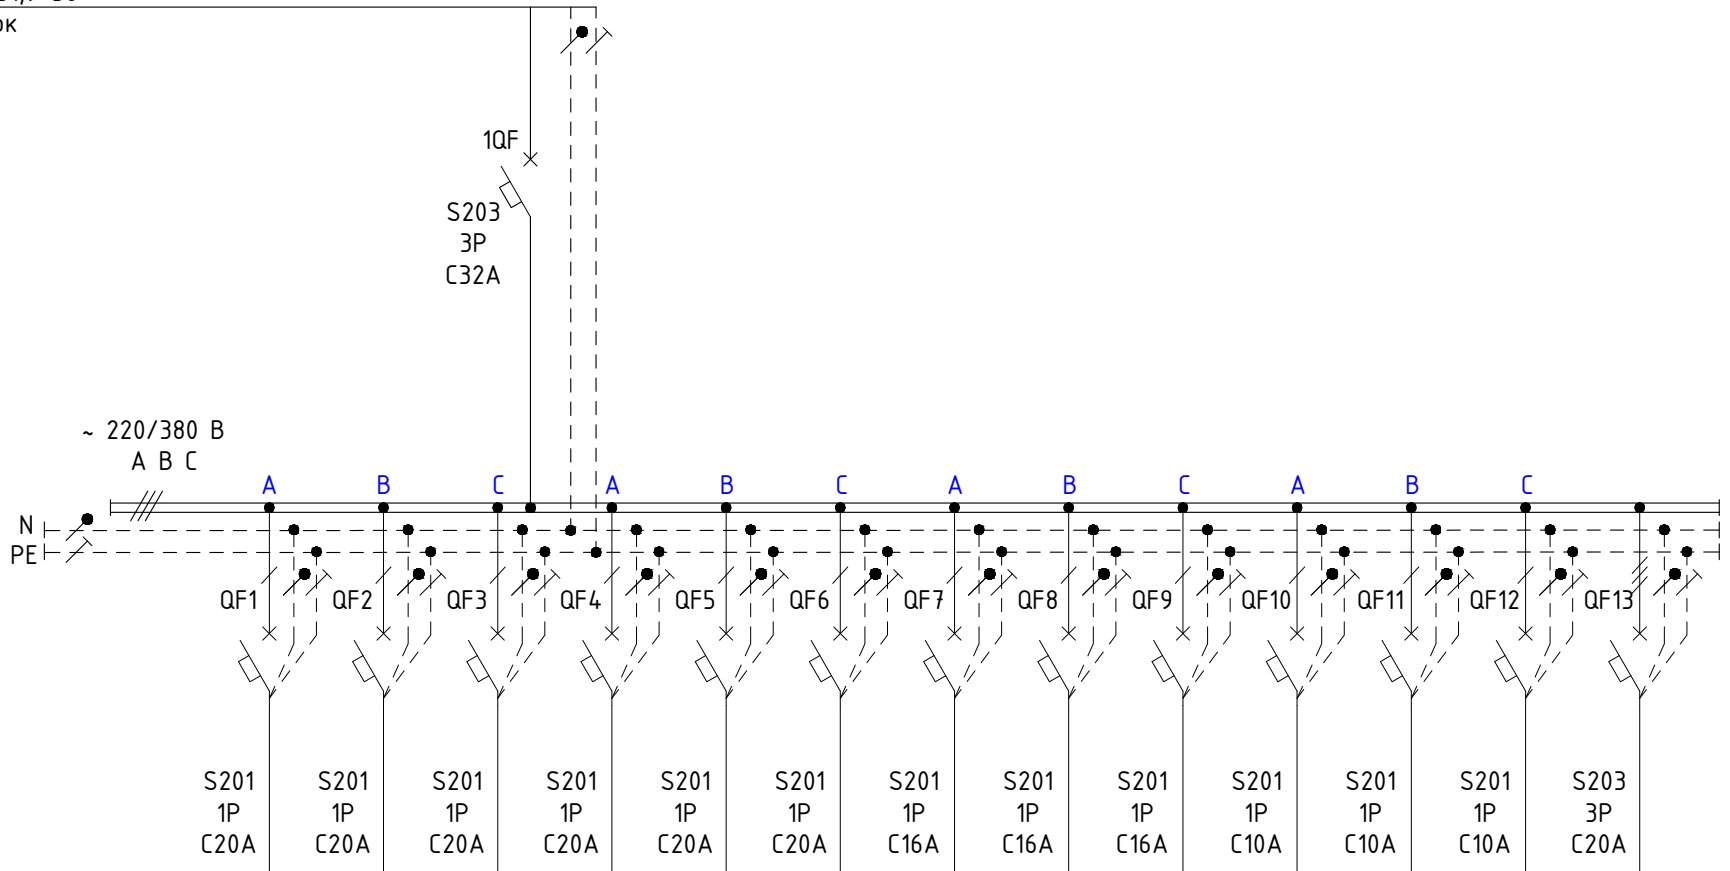 ок
1QF
S203
3P
C32A
~ 220/380 В
A B C
A B C A B C A B C A B C
N
PE
QF1 QF2 QF3 QF4 QF5 QF6 QF7 QF8 QF9 QF10 QF11 QF12 QF13
S201 S201 S201 S201 S201 S201 S201 S201 S201 S201 S201 S201 S203
1P 1P 1P 1P 1P 1P 1P 1P 1P 1P 1P 1P 3P
C20A C20A C20A C20A C20A C20A C16A C16A C16A C10A C10A C10A C20A